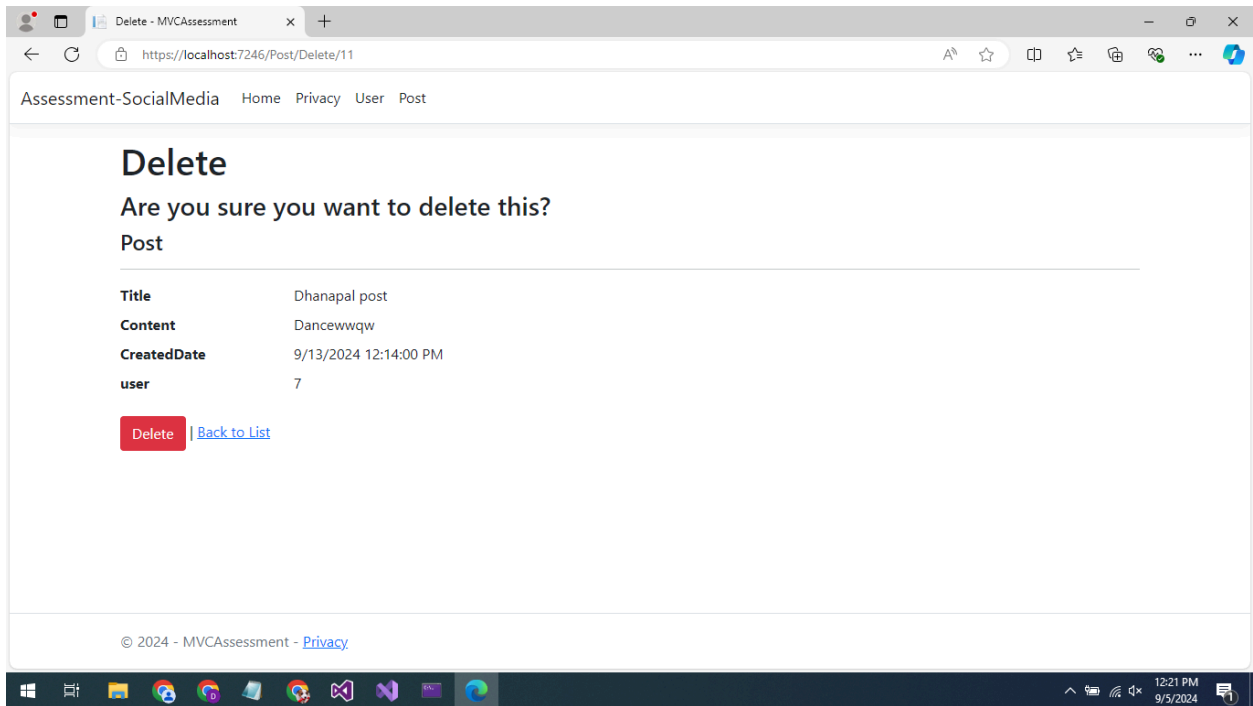 Delete - MVCAssessment
https://localhost:7246/Post/Delete/11
Assessment-SocialMedia Home Privacy User Post
Delete
Are you sure you want to delete this?
Post
Title Dhanapal post
Content Dancewwqw
CreatedDate 9/13/2024 12:14:00 PM
user 7
Delete | Back to List
© 2024 - MVCAssessment - Privacy
12:21 PM
9/5/2024
1